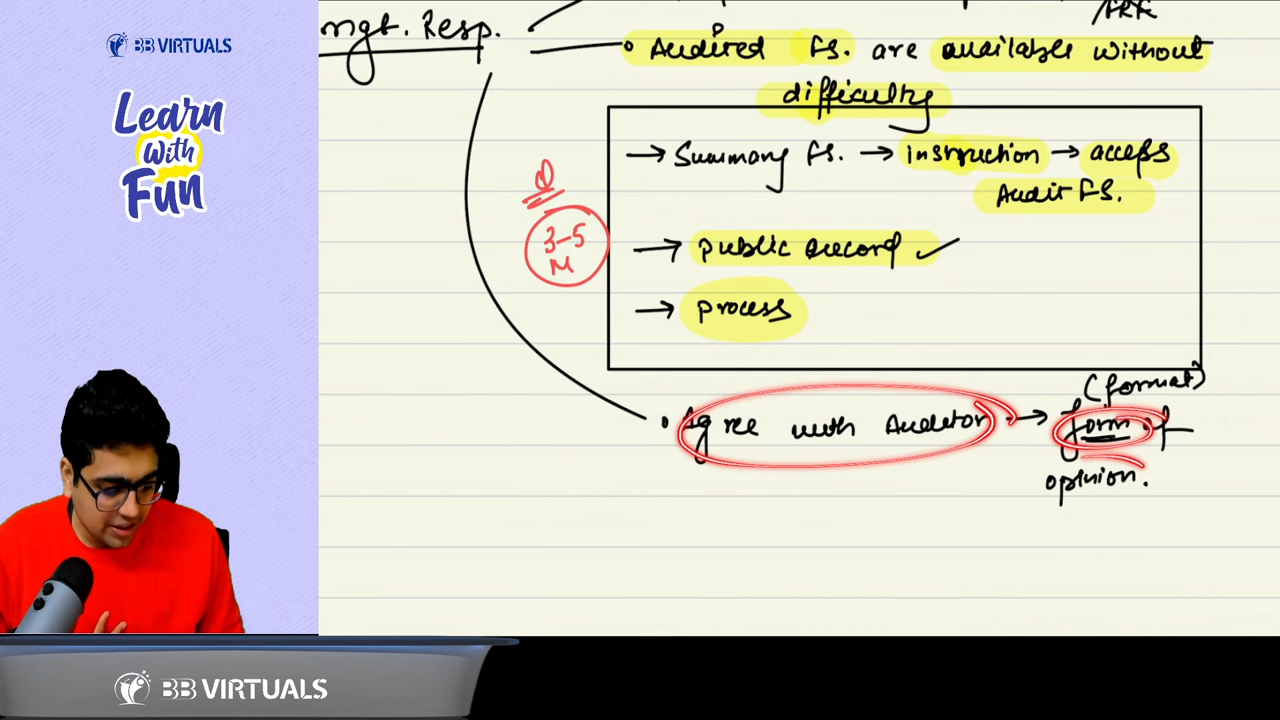 BB VIRTUALS
Learn
With
Fun
mgt. Resp.
• Audited FS. are available without
difficulty
→ Summary FS. → instruction → access
Audit FS.
Q
3-5
M
→ public record ✓
→ process
(format)
• Agree with Auditor → form of
opinion.
BB VIRTUALS